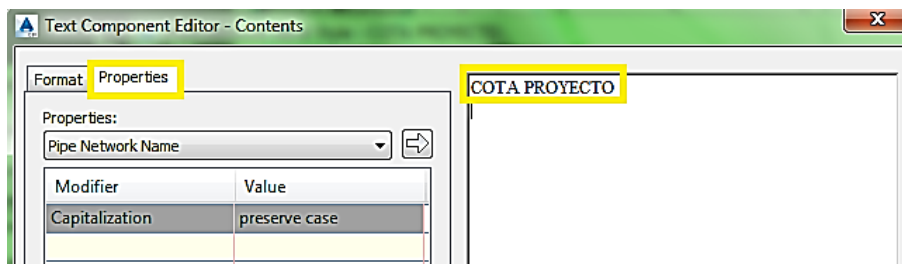 Text Component Editor - Contents
Format Properties
Properties:
Pipe Network Name
Modifier Value
Capitalization preserve case
COTA PROYECTO